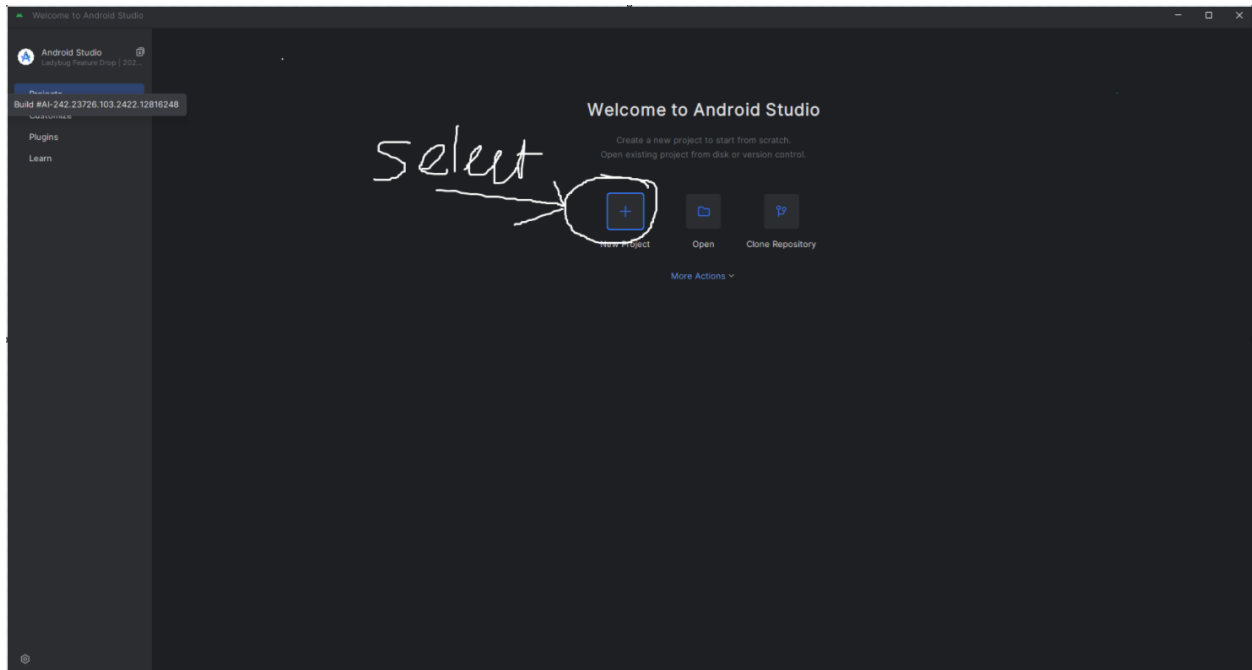 Welcome to Android Studio
Android Studio
Ladybug Feature Drop | 202...
Projects
Build #AI-242.23726.103.2422.12816248
Customize
Plugins
Learn
Welcome to Android Studio
Create a new project to start from scratch.
Open existing project from disk or version control.
Select
New Project
Open
Clone Repository
More Actions